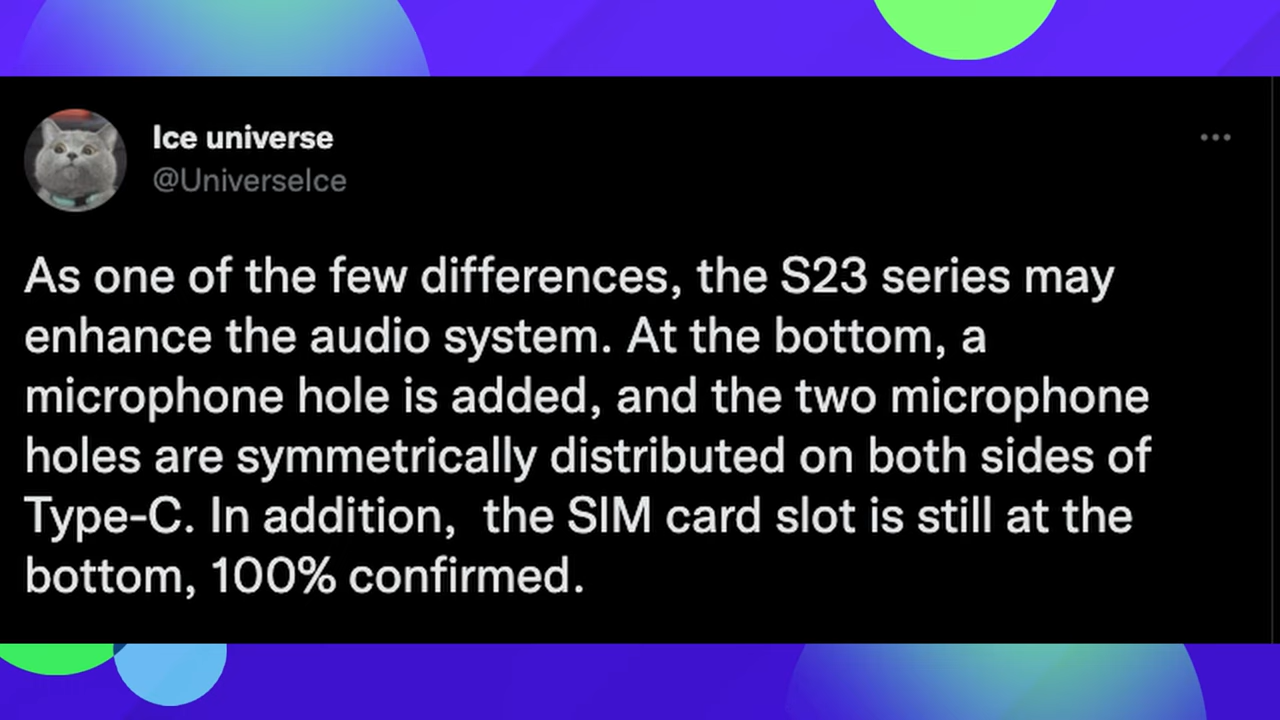 Ice universe
@UniverseIce
As one of the few differences, the S23 series may
enhance the audio system. At the bottom, a
microphone hole is added, and the two microphone
holes are symmetrically distributed on both sides of
Type-C. In addition,  the SIM card slot is still at the
bottom, 100% confirmed.